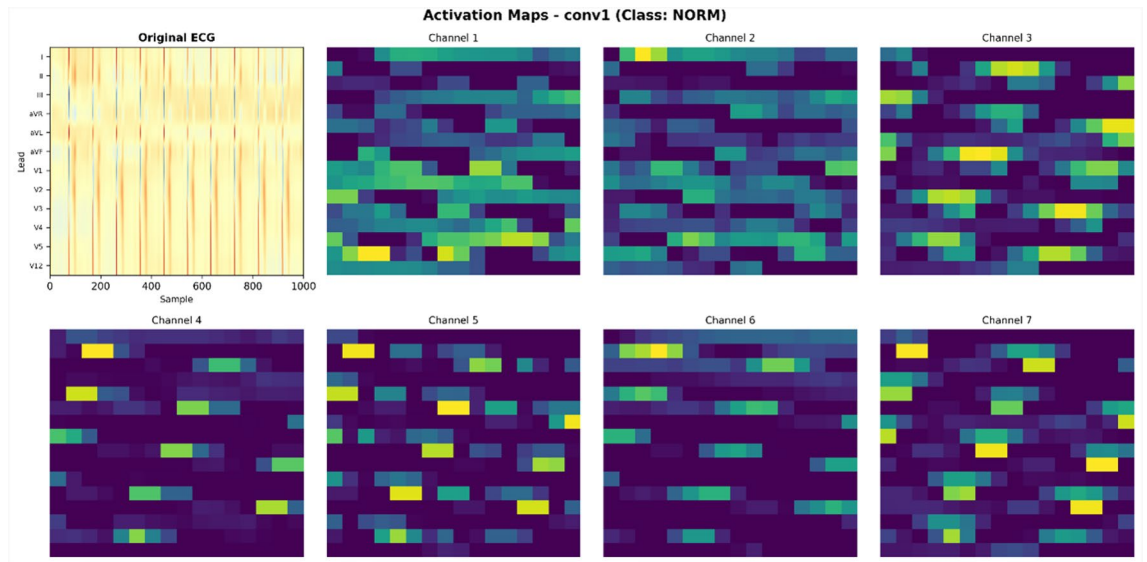 Activation Maps - conv1 (Class: NORM)
Original ECG
Channel 1
Channel 2
Channel 3
Lead
I
II
III
aVR
aVL
aVF
V1
V2
V3
V4
V5
V12
0
200
400
600
800
1000
Sample
Channel 4
Channel 5
Channel 6
Channel 7